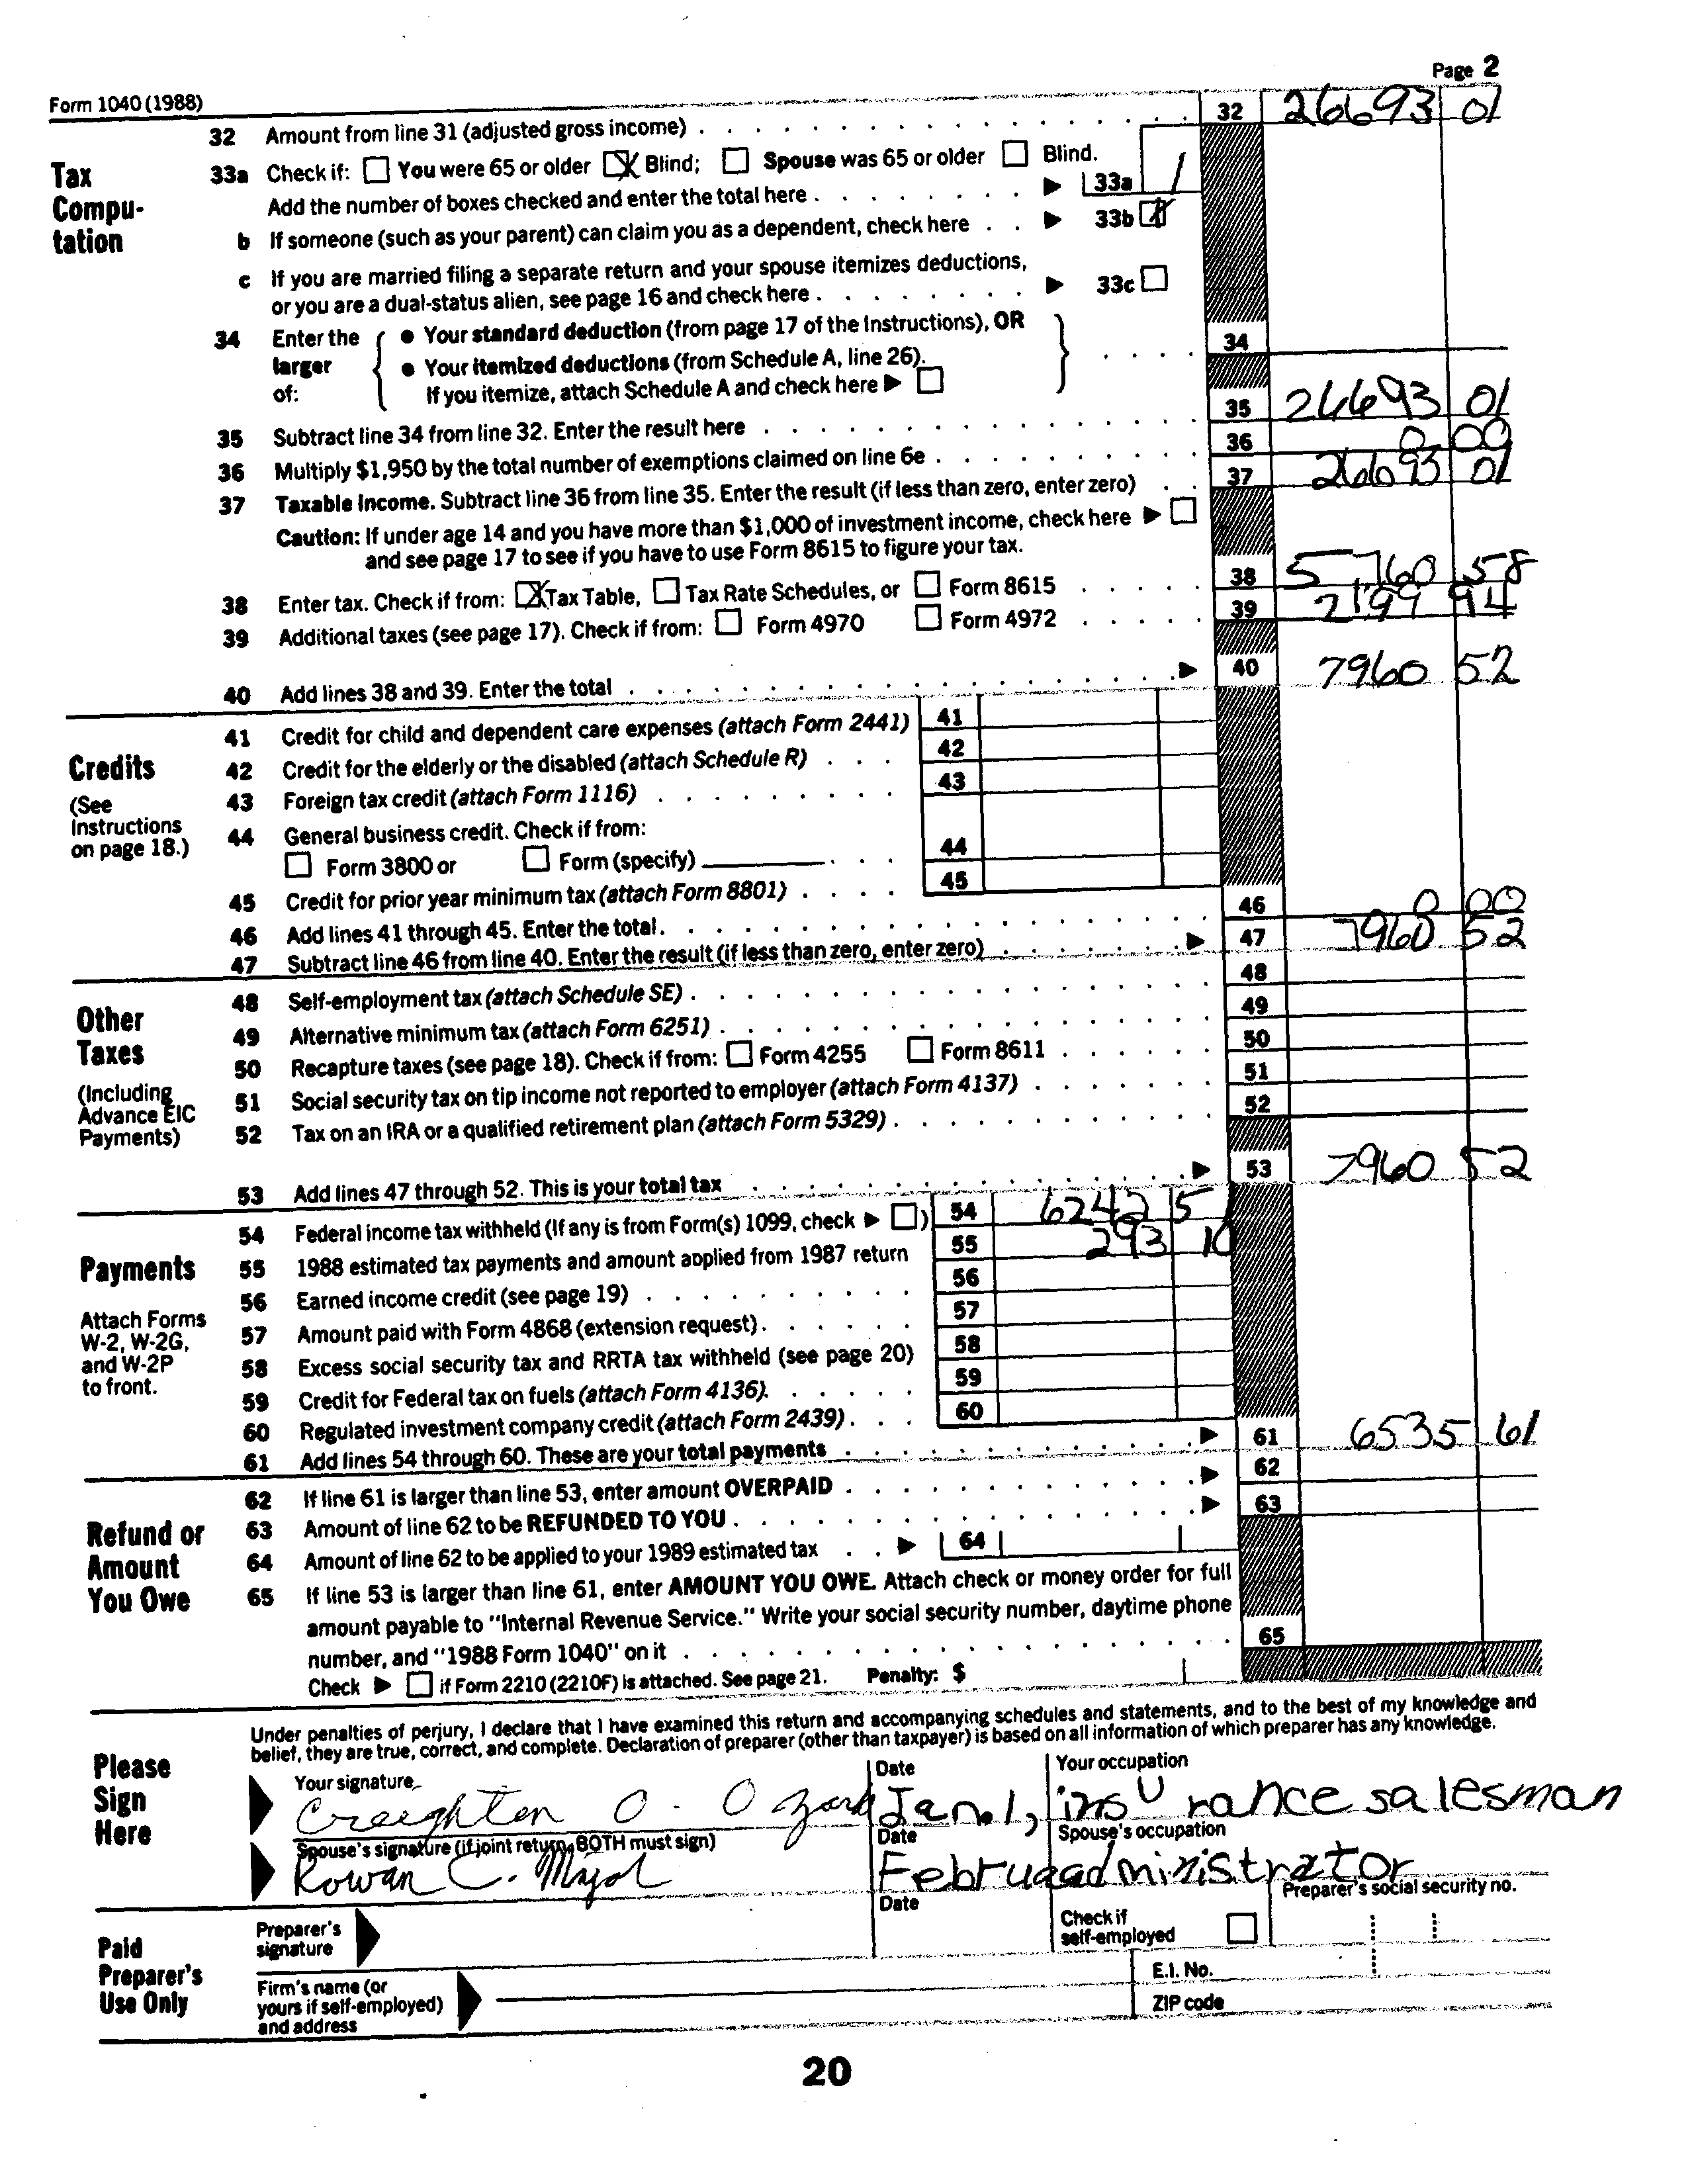 Page 2
Form 1040 (1988)
32 Amount from line 31 (adjusted gross income) 32 26693 01
Tax Compu-tation
33a Check if: You were 65 or older X Blind; Spouse was 65 or older Blind.
Add the number of boxes checked and enter the total here 33a 1
b If someone (such as your parent) can claim you as a dependent, check here 33b X
c If you are married filing a separate return and your spouse itemizes deductions,
or you are a dual-status alien, see page 16 and check here 33c
34 Enter the larger of: • Your standard deduction (from page 17 of the Instructions), OR 34
• Your itemized deductions (from Schedule A, line 26).
If you itemize, attach Schedule A and check here
35 Subtract line 34 from line 32. Enter the result here 35 26693 01
36 Multiply $1,950 by the total number of exemptions claimed on line 6e 36 0 00
37 Taxable income. Subtract line 36 from line 35. Enter the result (if less than zero, enter zero) 37 26693 01
Caution: If under age 14 and you have more than $1,000 of investment income, check here
and see page 17 to see if you have to use Form 8615 to figure your tax.
38 Enter tax. Check if from: X Tax Table, Tax Rate Schedules, or Form 8615 38 5,760 58
39 Additional taxes (see page 17). Check if from: Form 4970 Form 4972 39 2199 94
40 Add lines 38 and 39. Enter the total 40 7960 52
Credits
(See Instructions on page 18.)
41 Credit for child and dependent care expenses (attach Form 2441) 41
42 Credit for the elderly or the disabled (attach Schedule R) 42
43 Foreign tax credit (attach Form 1116) 43
44 General business credit. Check if from:
Form 3800 or Form (specify) 44
45 Credit for prior year minimum tax (attach Form 8801) 45
46 Add lines 41 through 45. Enter the total. 46 0 00
47 Subtract line 46 from line 40. Enter the result (if less than zero, enter zero) 47 7960 52
Other Taxes
(Including Advance EIC Payments)
48 Self-employment tax (attach Schedule SE) 48
49 Alternative minimum tax (attach Form 6251) 49
50 Recapture taxes (see page 18). Check if from: Form 4255 Form 8611 50
51 Social security tax on tip income not reported to employer (attach Form 4137) 51
52 Tax on an IRA or a qualified retirement plan (attach Form 5329) 52
53 Add lines 47 through 52. This is your total tax 53 7960 52
Payments
Attach Forms W-2, W-2G, and W-2P to front.
54 Federal income tax withheld (If any is from Form(s) 1099, check ) 54 6242 51
55 1988 estimated tax payments and amount applied from 1987 return 55 293 10
56 Earned income credit (see page 19) 56
57 Amount paid with Form 4868 (extension request) 57
58 Excess social security tax and RRTA tax withheld (see page 20) 58
59 Credit for Federal tax on fuels (attach Form 4136). 59
60 Regulated investment company credit (attach Form 2439) 60
61 Add lines 54 through 60. These are your total payments 61 6535 61
Refund or Amount You Owe
62 If line 61 is larger than line 53, enter amount OVERPAID 62
63 Amount of line 62 to be REFUNDED TO YOU 63
64 Amount of line 62 to be applied to your 1989 estimated tax 64
65 If line 53 is larger than line 61, enter AMOUNT YOU OWE. Attach check or money order for full
amount payable to "Internal Revenue Service." Write your social security number, daytime phone
number, and "1988 Form 1040" on it 65
Check if Form 2210 (2210F) is attached. See page 21. Penalty: $
Please Sign Here
Under penalties of perjury, I declare that I have examined this return and accompanying schedules and statements, and to the best of my knowledge and
belief, they are true, correct, and complete. Declaration of preparer (other than taxpayer) is based on all information of which preparer has any knowledge.
Your signature Date Your occupation
Creighton O. Ozark Jan. 1, insurance salesman
Spouse's signature (if joint return, BOTH must sign) Date Spouse's occupation
Rowan C. Major Februa administrator
Paid Preparer's Use Only
Preparer's signature Date Check if self-employed Preparer's social security no.
Firm's name (or yours if self-employed) and address
E.I. No.
ZIP code
20